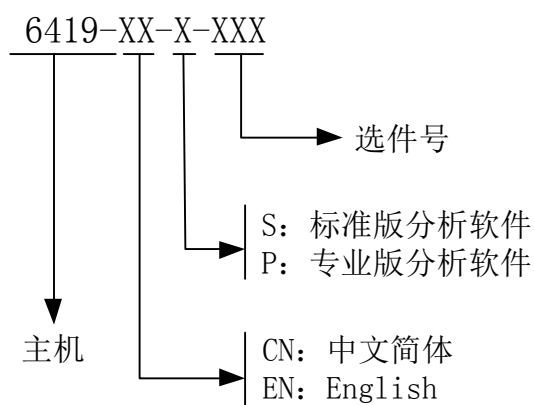 6419-XX-X-XXX
选件号
S：标准版分析软件
P：专业版分析软件
主机
CN：中文简体
EN：English